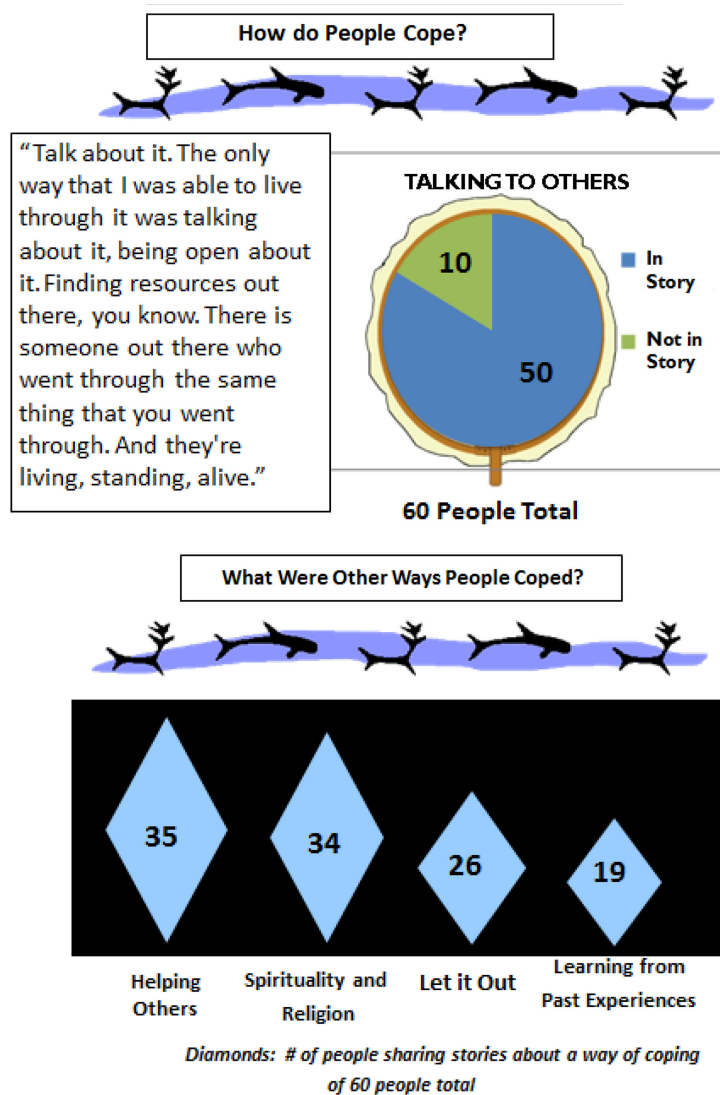 How do People Cope?
“Talk about it. The only
way that I was able to live
through it was talking
about it, being open about
it. Finding resources out
there, you know. There is
someone out there who
went through the same
thing that you went
through. And they're
living, standing, alive.”
TALKING TO OTHERS
10
50
In
Story
Not in
Story
60 People Total
What Were Other Ways People Coped?
35
34
26
19
Helping
Others
Spirituality and
Religion
Let it Out
Learning from
Past Experiences
Diamonds: # of people sharing stories about a way of coping
of 60 people total